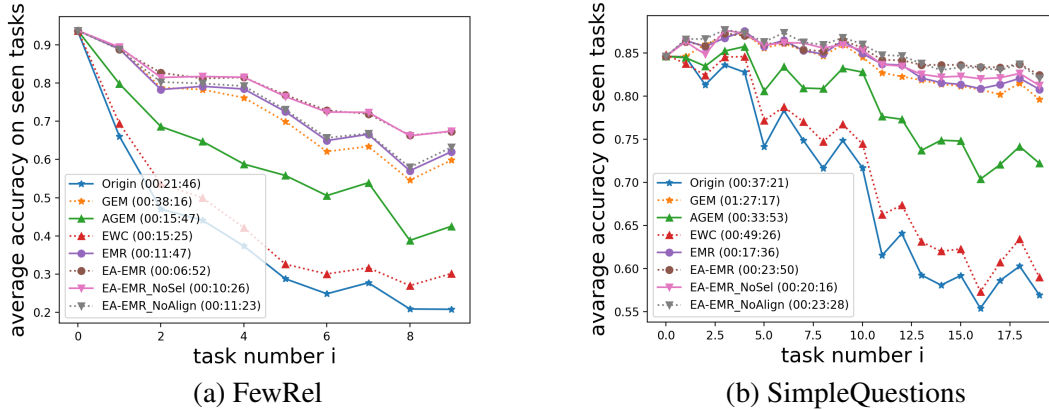 average accuracy on seen tasks
0.9
0.8
0.7
0.6
0.5
0.4
0.3
0.2
Origin (00:21:46)
GEM (00:38:16)
AGEM (00:15:47)
EWC (00:15:25)
EMR (00:11:47)
EA-EMR (00:06:52)
EA-EMR_NoSel (00:10:26)
EA-EMR_NoAlign (00:11:23)
0 2 4 6 8
task number i
(a) FewRel
avarage accuracy on seen tasks
0.85
0.80
0.75
0.70
0.65
0.60
0.55
Origin (00:37:21)
GEM (01:27:17)
AGEM (00:33:53)
EWC (00:49:26)
EMR (00:17:36)
EA-EMR (00:23:50)
EA-EMR_NoSel (00:20:16)
EA-EMR_NoAlign (00:23:28)
0.0 2.5 5.0 7.5 10.0 12.5 15.0 17.5
task number i
(b) SimpleQuestions